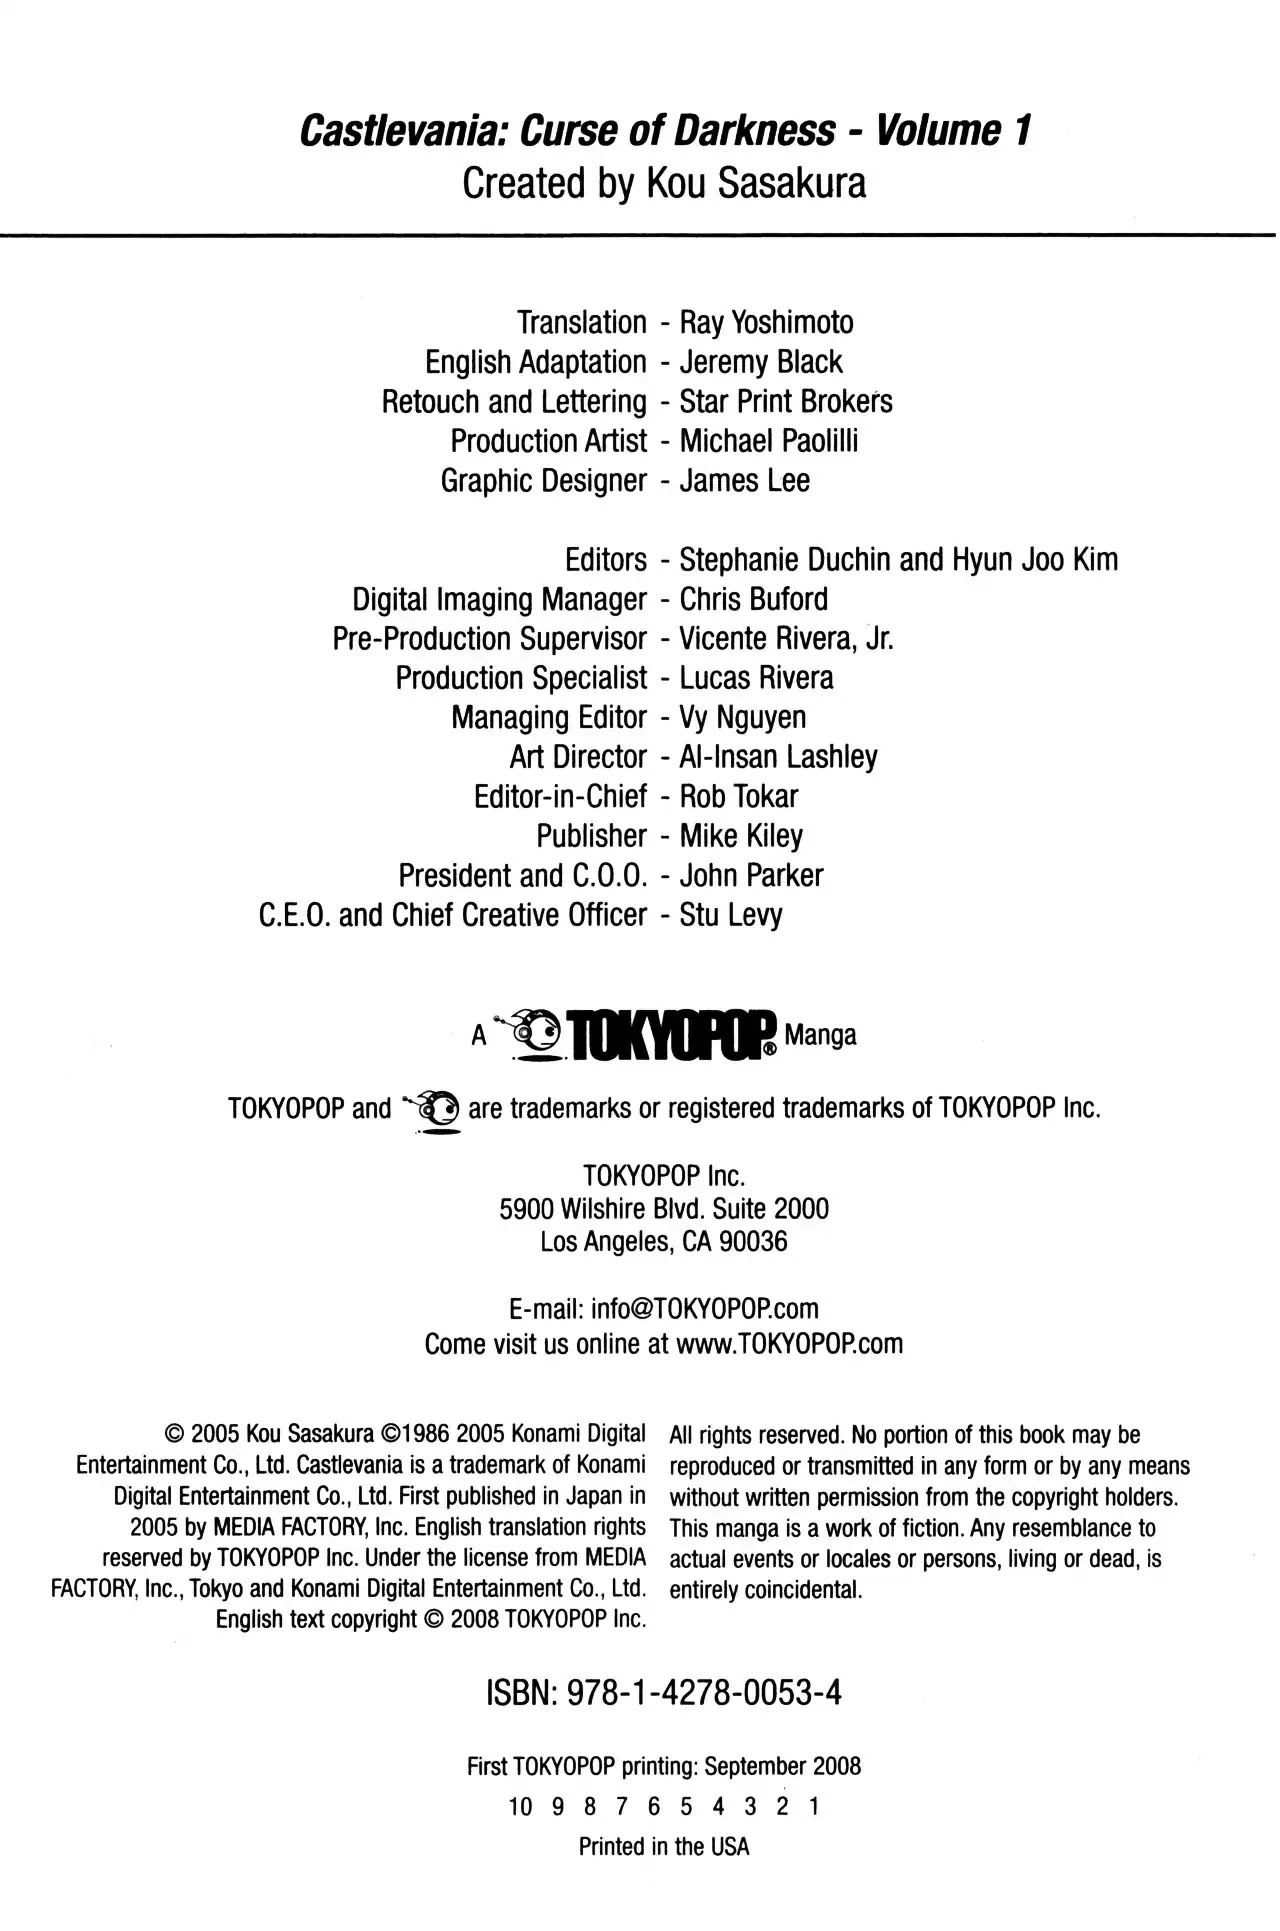 Castlevania: Curse of Darkness - Volume 1
Created by Kou Sasakura
Translation - Ray Yoshimoto
English Adaptation - Jeremy Black
Retouch and Lettering - Star Print Brokers
Production Artist - Michael Paolilli
Graphic Designer - James Lee
Editors - Stephanie Duchin and Hyun Joo Kim
Digital Imaging Manager - Chris Buford
Pre-Production Supervisor - Vicente Rivera, Jr.
Production Specialist - Lucas Rivera
Managing Editor - Vy Nguyen
Art Director - Al-Insan Lashley
Editor-in-Chief - Rob Tokar
Publisher - Mike Kiley
President and C.O.O. - John Parker
C.E.O. and Chief Creative Officer - Stu Levy
A TOKYOPOP® Manga
TOKYOPOP and are trademarks or registered trademarks of TOKYOPOP Inc.
TOKYOPOP Inc.
5900 Wilshire Blvd. Suite 2000
Los Angeles, CA 90036
E-mail: info@TOKYOPOP.com
Come visit us online at www.TOKYOPOP.com
© 2005 Kou Sasakura ©1986 2005 Konami Digital
Entertainment Co., Ltd. Castlevania is a trademark of Konami
Digital Entertainment Co., Ltd. First published in Japan in
2005 by MEDIA FACTORY, Inc. English translation rights
reserved by TOKYOPOP Inc. Under the license from MEDIA
FACTORY, Inc., Tokyo and Konami Digital Entertainment Co., Ltd.
English text copyright © 2008 TOKYOPOP Inc.
All rights reserved. No portion of this book may be
reproduced or transmitted in any form or by any means
without written permission from the copyright holders.
This manga is a work of fiction. Any resemblance to
actual events or locales or persons, living or dead, is
entirely coincidental.
ISBN: 978-1-4278-0053-4
First TOKYOPOP printing: September 2008
10 9 8 7 6 5 4 3 2 1
Printed in the USA